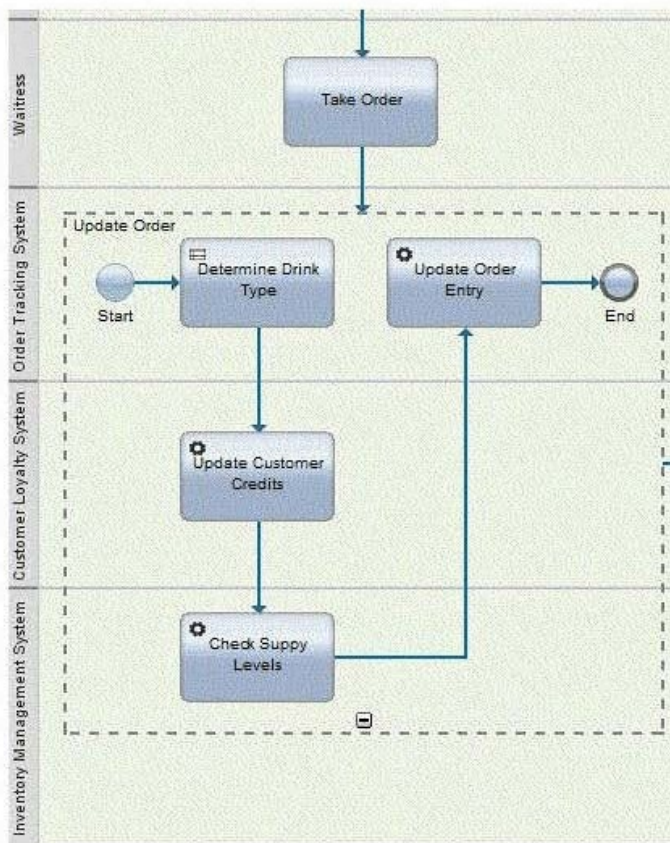 Waitress
Take Order
Order Tracking System
Update Order
Start
Determine Drink
Type
Update Order
Entry
End
Customer Loyalty System
Update Customer
Credits
Inventory Management System
Check Suppy
Levels